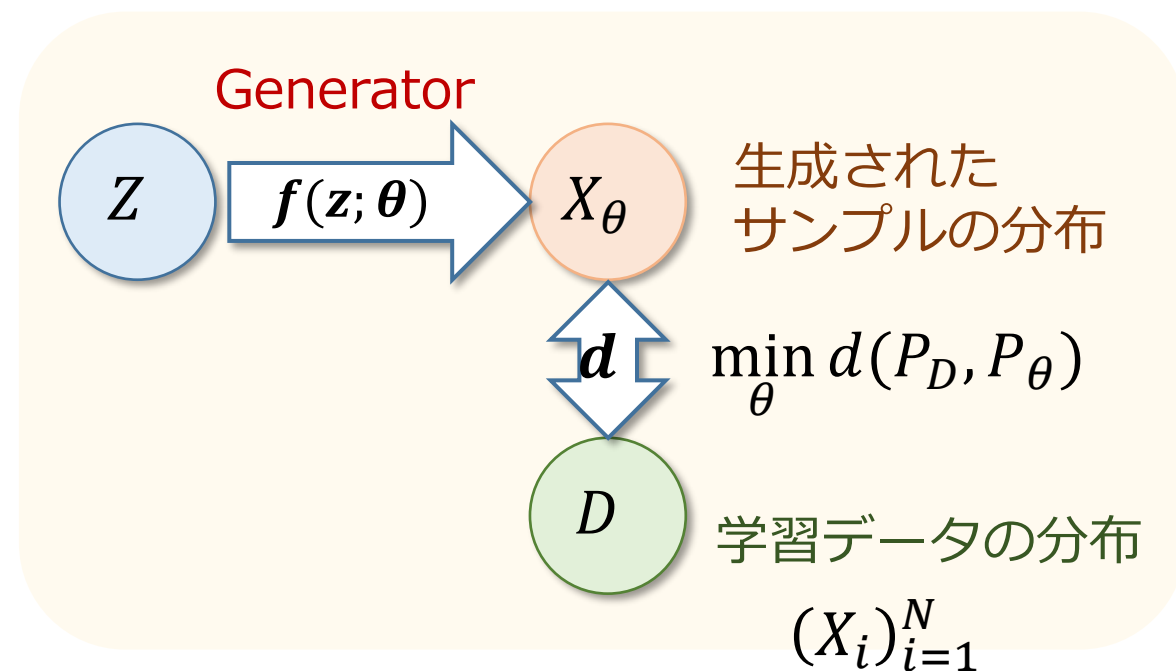 Generator
Z
f(z; θ)
X_θ
生成された
サンプルの分布
d
min_θ d(P_D, P_θ)
D
学習データの分布
(X_i)_{i=1}^N